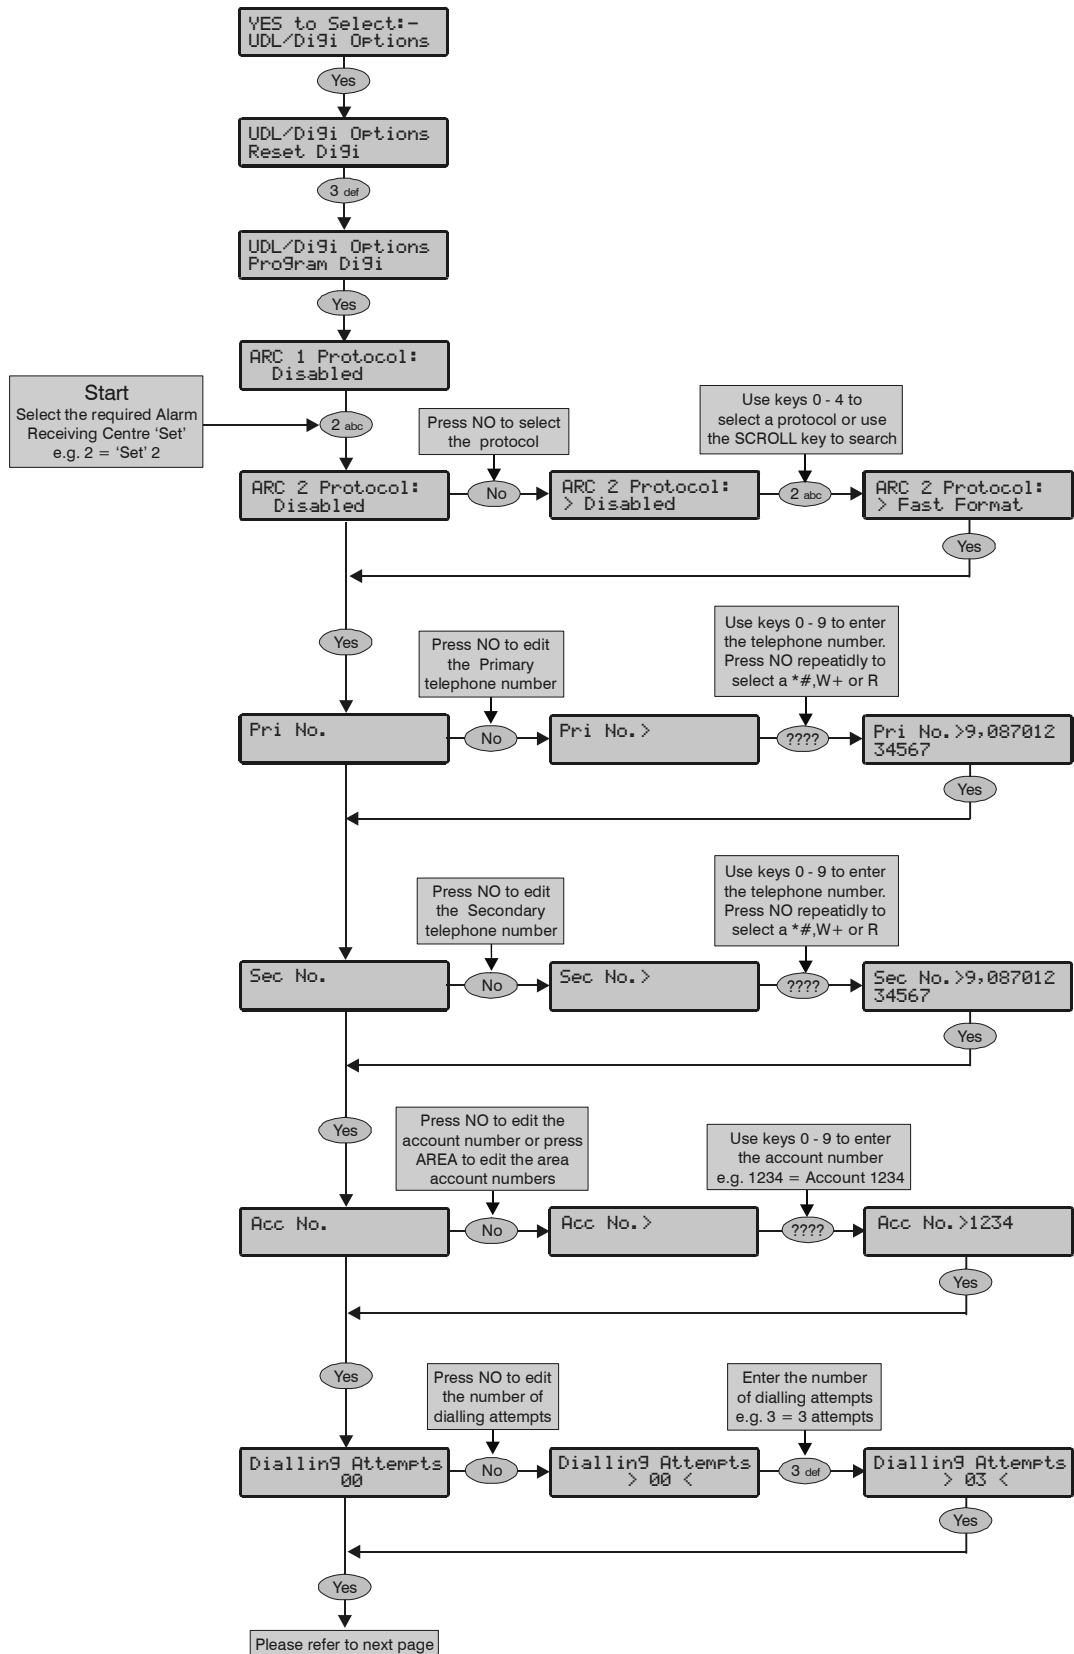 YES to Select:-
UDL/Digi Options
Yes
UDL/Digi Options
Reset Digi
3 def
UDL/Digi Options
Program Digi
Yes
ARC 1 Protocol:
Disabled
Start
Select the required Alarm
Receiving Centre ‘Set’
e.g. 2 = ‘Set’ 2
2 abc
Press NO to select
the protocol
Use keys 0 - 4 to
select a protocol or use
the SCROLL key to search
ARC 2 Protocol:
Disabled
No
ARC 2 Protocol:
> Disabled
2 abc
ARC 2 Protocol:
> Fast Format
Yes
Yes
Press NO to edit
the Primary
telephone number
Use keys 0 - 9 to enter
the telephone number.
Press NO repeatidly to
select a *#,W+ or R
Pri No.
No
Pri No.>
????
Pri No.>9,087012
34567
Yes
Press NO to edit
the Secondary
telephone number
Use keys 0 - 9 to enter
the telephone number.
Press NO repeatidly to
select a *#,W+ or R
Sec No.
No
Sec No.>
????
Sec No.>9,087012
34567
Yes
Yes
Press NO to edit the
account number or press
AREA to edit the area
account numbers
Use keys 0 - 9 to enter
the account number
e.g. 1234 = Account 1234
Acc No.
No
Acc No.>
????
Acc No.>1234
Yes
Yes
Press NO to edit
the number of
dialling attempts
Enter the number
of dialling attempts
e.g. 3 = 3 attempts
Dialling Attempts
00
No
Dialling Attempts
> 00 <
3 def
Dialling Attempts
> 03 <
Yes
Yes
Please refer to next page